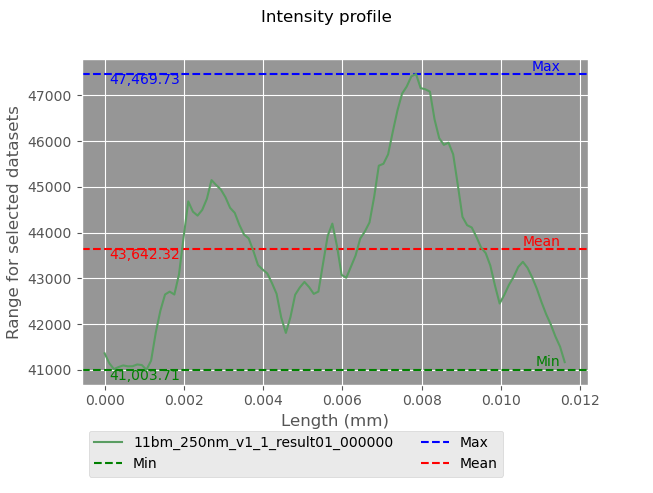 Intensity profile
Range for selected datasets
47000
46000
45000
44000
43000
42000
41000
47,469.73
Max
43,642.32
Mean
41,003.71
Min
0.000
0.002
0.004
0.006
0.008
0.010
0.012
Length (mm)
11bm_250nm_v1_1_result01_000000
Min
Max
Mean